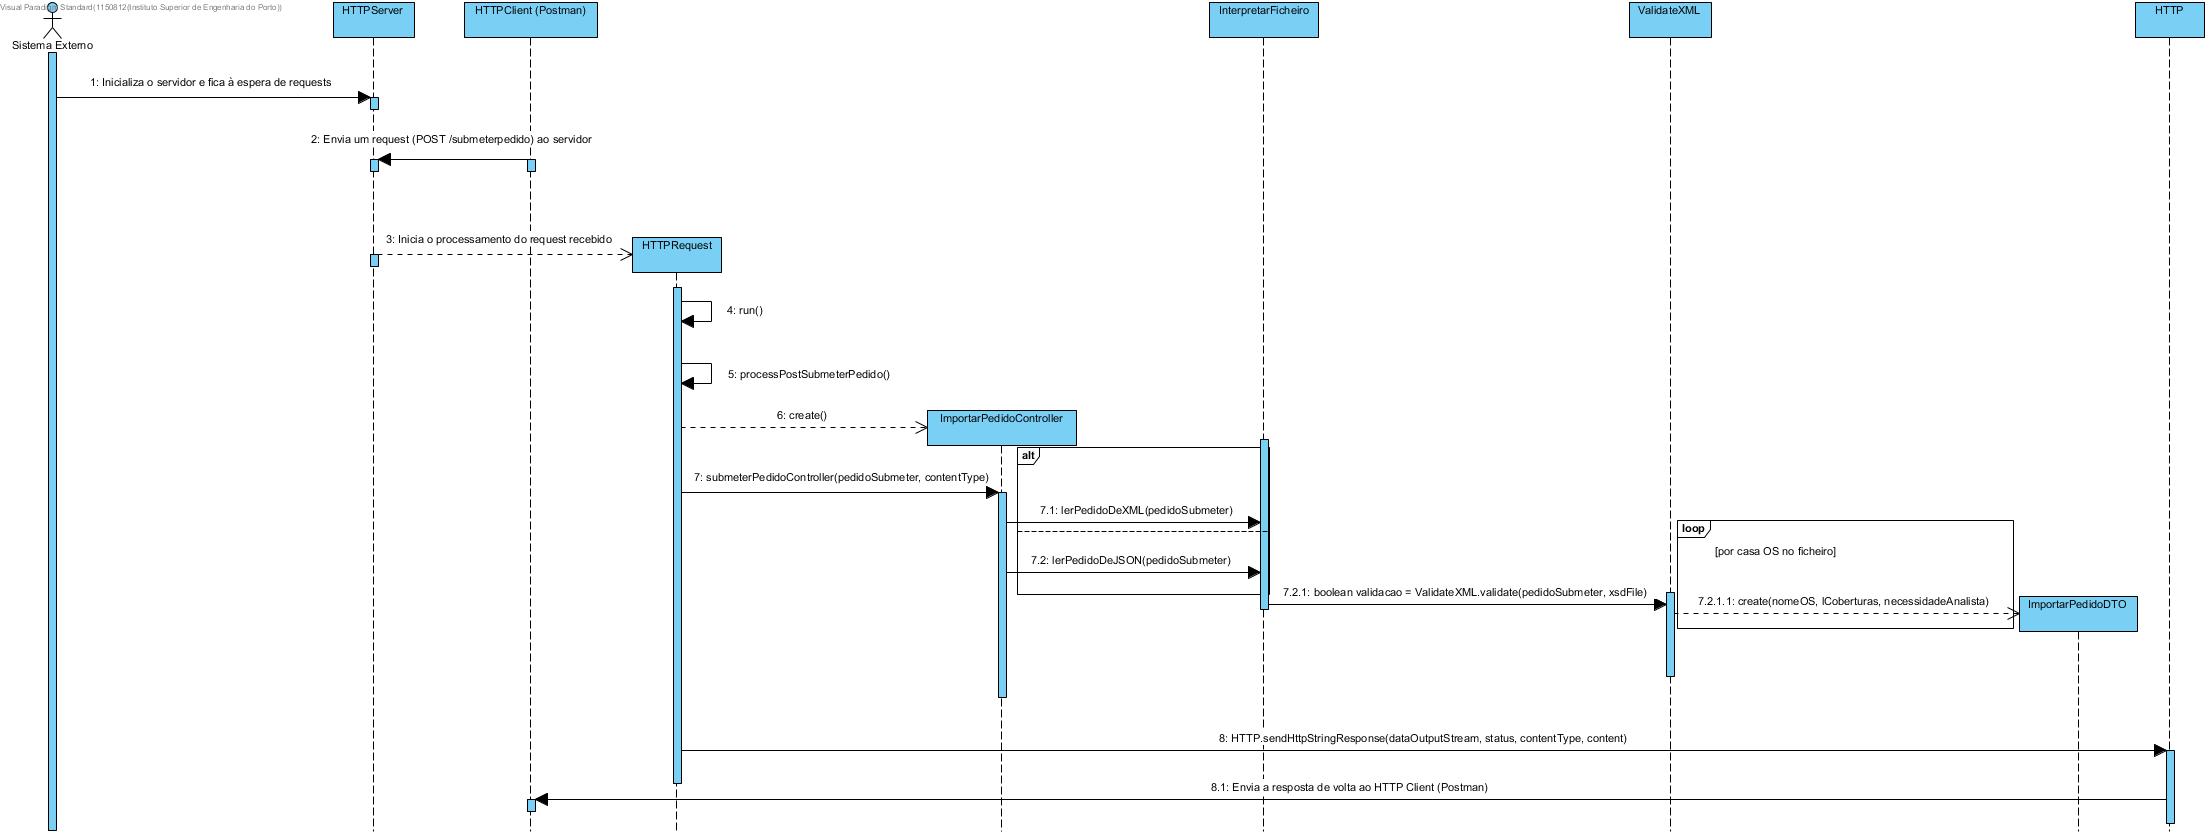 Visual Paradigm Standard(1150812(Instituto Superior de Engenharia do Porto))
Sistema Externo
HTTPServer
HTTPClient (Postman)
InterpretarFicheiro
ValidateXML
HTTP
1: Inicializa o servidor e fica à espera de requests
2: Envia um request (POST /submeterpedido) ao servidor
3: Inicia o processamento do request recebido
HTTPRequest
4: run()
5: processPostSubmeterPedido()
6: create()
ImportarPedidoController
alt
7: submeterPedidoController(pedidoSubmeter, contentType)
7.1: lerPedidoDeXML(pedidoSubmeter)
loop
[por casa OS no ficheiro]
7.2: lerPedidoDeJSON(pedidoSubmeter)
7.2.1: boolean validacao = ValidateXML.validate(pedidoSubmeter, xsdFile)
7.2.1.1: create(nomeOS, lCoberturas, necessidadeAnalista)
ImportarPedidoDTO
8: HTTP.sendHttpStringResponse(dataOutputStream, status, contentType, content)
8.1: Envia a resposta de volta ao HTTP Client (Postman)